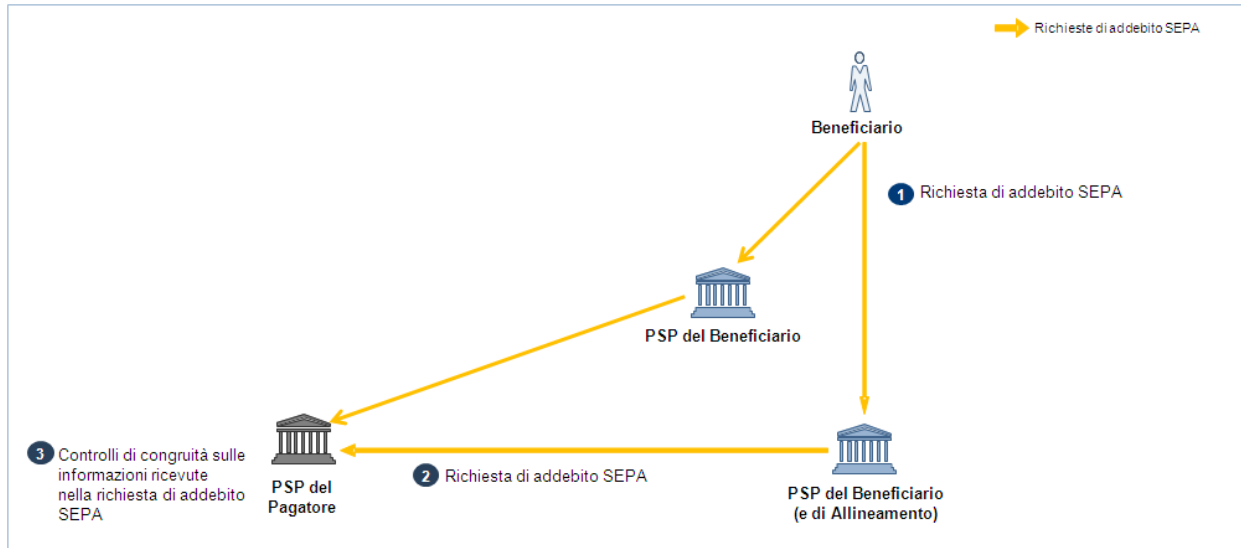 Richieste di addebito SEPA
Beneficiario
1 Richiesta di addebito SEPA
PSP del Beneficiario
3 Controlli di congruità sulle
informazioni ricevute
nella richiesta di addebito
SEPA
PSP del
Pagatore
2 Richiesta di addebito SEPA
PSP del Beneficiario
(e di Allineamento)